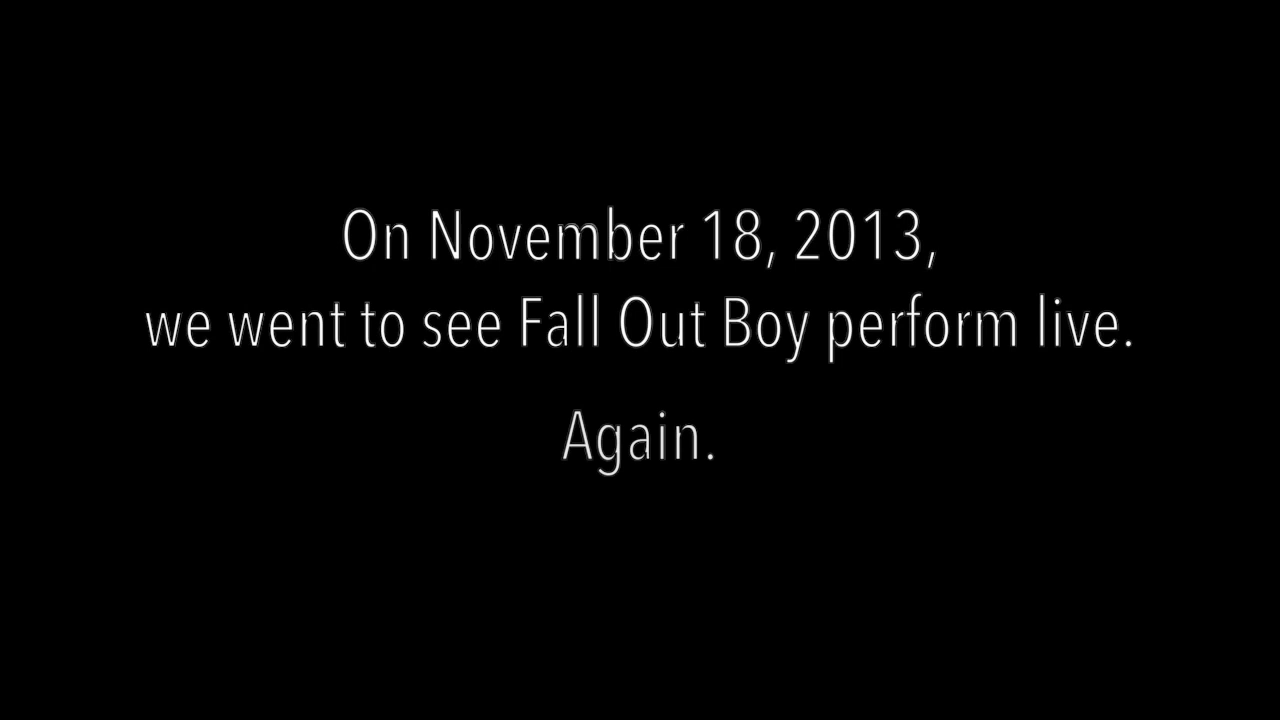 On November 18, 2013,
we went to see Fall Out Boy perform live.
Again.